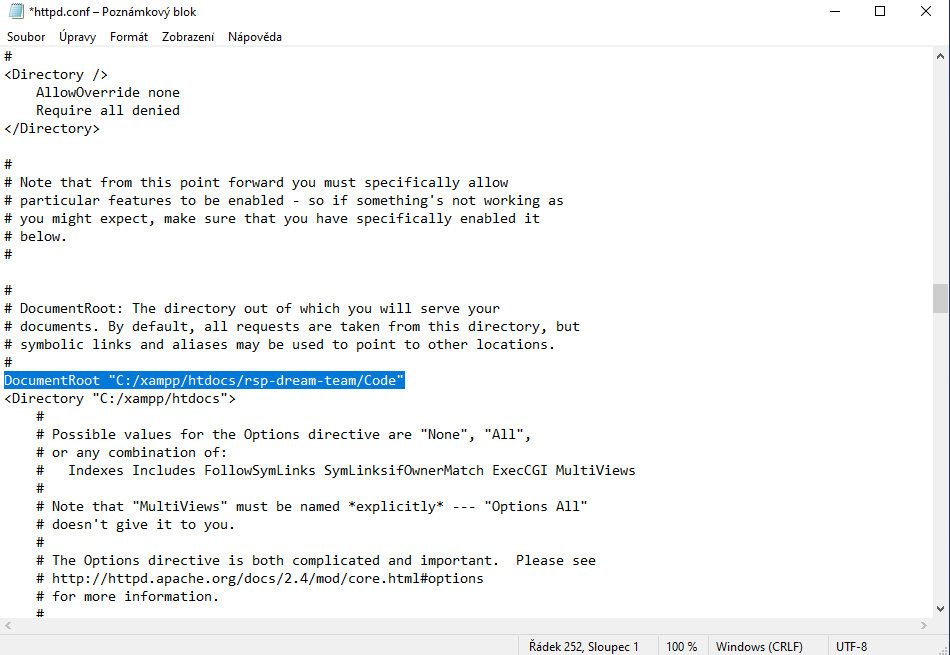 *httpd.conf – Poznámkový blok
Soubor Úpravy Formát Zobrazení Nápověda
#
<Directory />
    AllowOverride none
    Require all denied
</Directory>
#
# Note that from this point forward you must specifically allow
# particular features to be enabled - so if something's not working as
# you might expect, make sure that you have specifically enabled it
# below.
#
#
# DocumentRoot: The directory out of which you will serve your
# documents. By default, all requests are taken from this directory, but
# symbolic links and aliases may be used to point to other locations.
#
DocumentRoot "C:/xampp/htdocs/rsp-dream-team/Code"
<Directory "C:/xampp/htdocs">
    #
    # Possible values for the Options directive are "None", "All",
    # or any combination of:
    #   Indexes Includes FollowSymLinks SymLinksifOwnerMatch ExecCGI MultiViews
    #
    # Note that "MultiViews" must be named *explicitly* --- "Options All"
    # doesn't give it to you.
    #
    # The Options directive is both complicated and important.  Please see
    # http://httpd.apache.org/docs/2.4/mod/core.html#options
    # for more information.
    #
Řádek 252, Sloupec 1 100 % Windows (CRLF) UTF-8